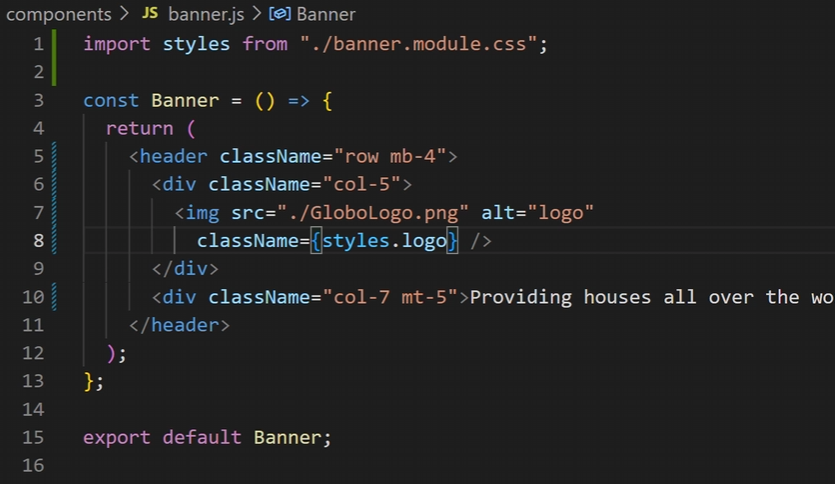 components > JS banner.js > Banner
1 import styles from "./banner.module.css";
2
3 const Banner = () => {
4 return (
5 <header className="row mb-4">
6 <div className="col-5">
7 <img src="./GloboLogo.png" alt="logo"
8 className={styles.logo} />
9 </div>
10 <div className="col-7 mt-5">Providing houses all over the
11 </header>
12 );
13 };
14
15 export default Banner;
16